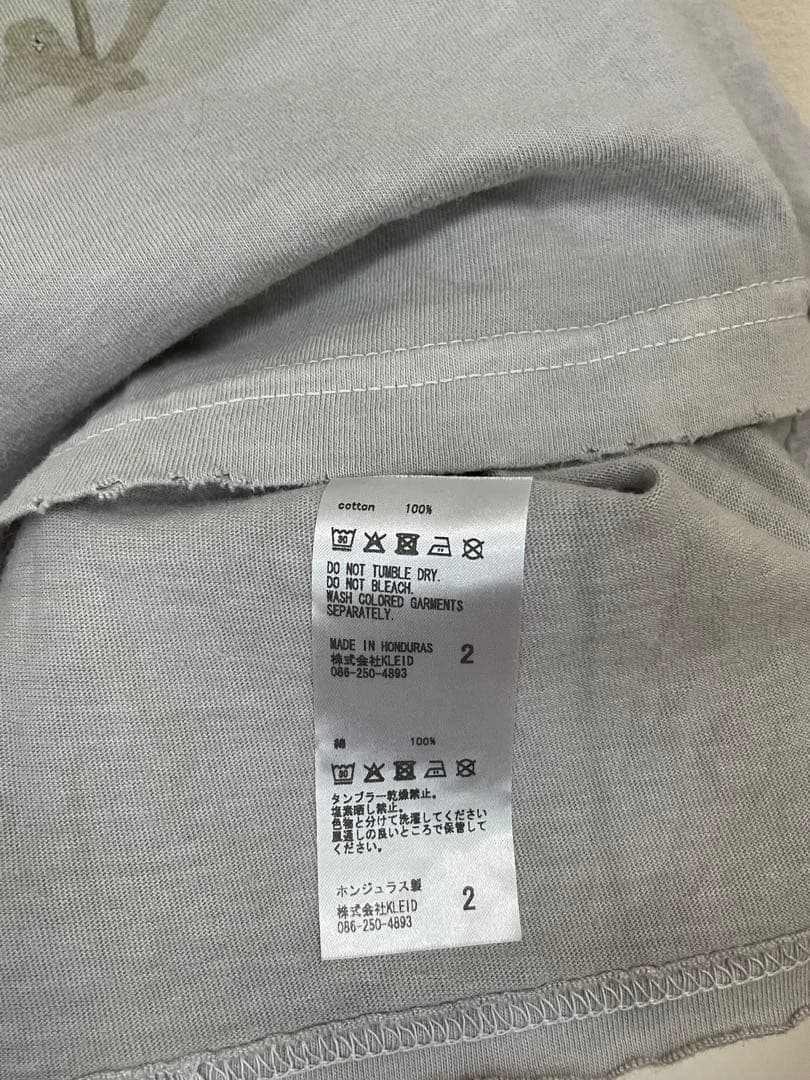 cotton 100%
30
DO NOT TUMBLE DRY.
DO NOT BLEACH.
WASH COLORED GARMENTS
SEPARATELY.
MADE IN HONDURAS 2
株式会社KLEID
086-250-4893
綿 100%
30
タンブラー乾燥禁止。
塩素晒し禁止。
色物と分けて洗濯してください
風通しの良いところで保管して
ください。
ホンジュラス製 2
株式会社KLEID
086-250-4893